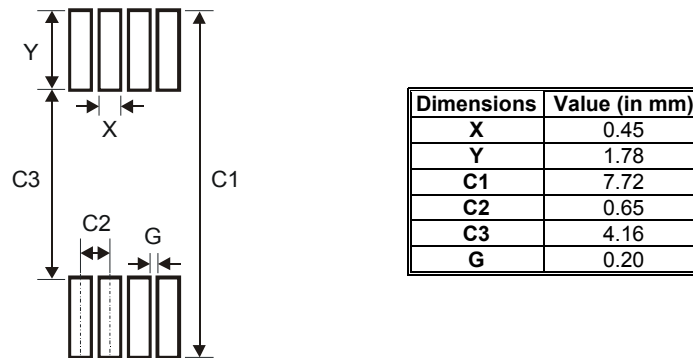 Y
X
C3
C1
C2
G
Dimensions Value (in mm)
X 0.45
Y 1.78
C1 7.72
C2 0.65
C3 4.16
G 0.20